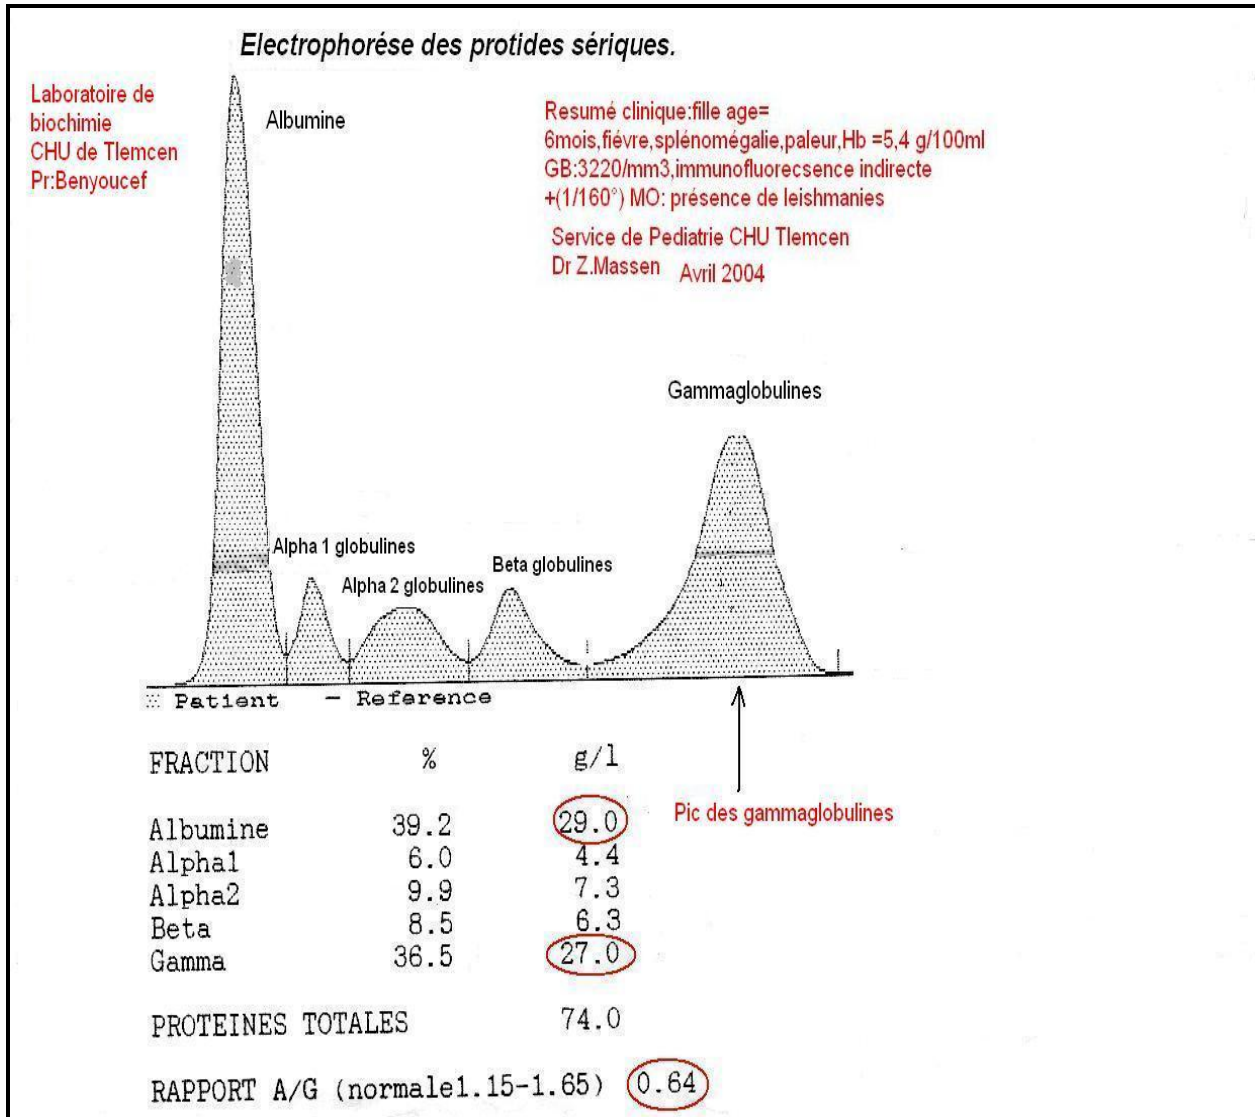 Electrophorése des protides sériques.
Laboratoire de
biochimie
CHU de Tlemcen
Pr:Benyoucef
Albumine
Resumé clinique:fille age=
6mois,fiévre,splénomégalie,paleur,Hb =5,4 g/100ml
GB:3220/mm3,immunofluorecsence indirecte
+(1/160°) MO: présence de leishmanies
Service de Pediatrie CHU Tlemcen
Dr Z.Massen Avril 2004
Gammaglobulines
Alpha 1 globulines
Alpha 2 globulines
Beta globulines
Patient — Reference
FRACTION % g/l
Albumine 39.2 29.0
Alpha1 6.0 4.4
Alpha2 9.9 7.3
Beta 8.5 6.3
Gamma 36.5 27.0
Pic des gammaglobulines
PROTEINES TOTALES 74.0
RAPPORT A/G (normale1.15-1.65) 0.64